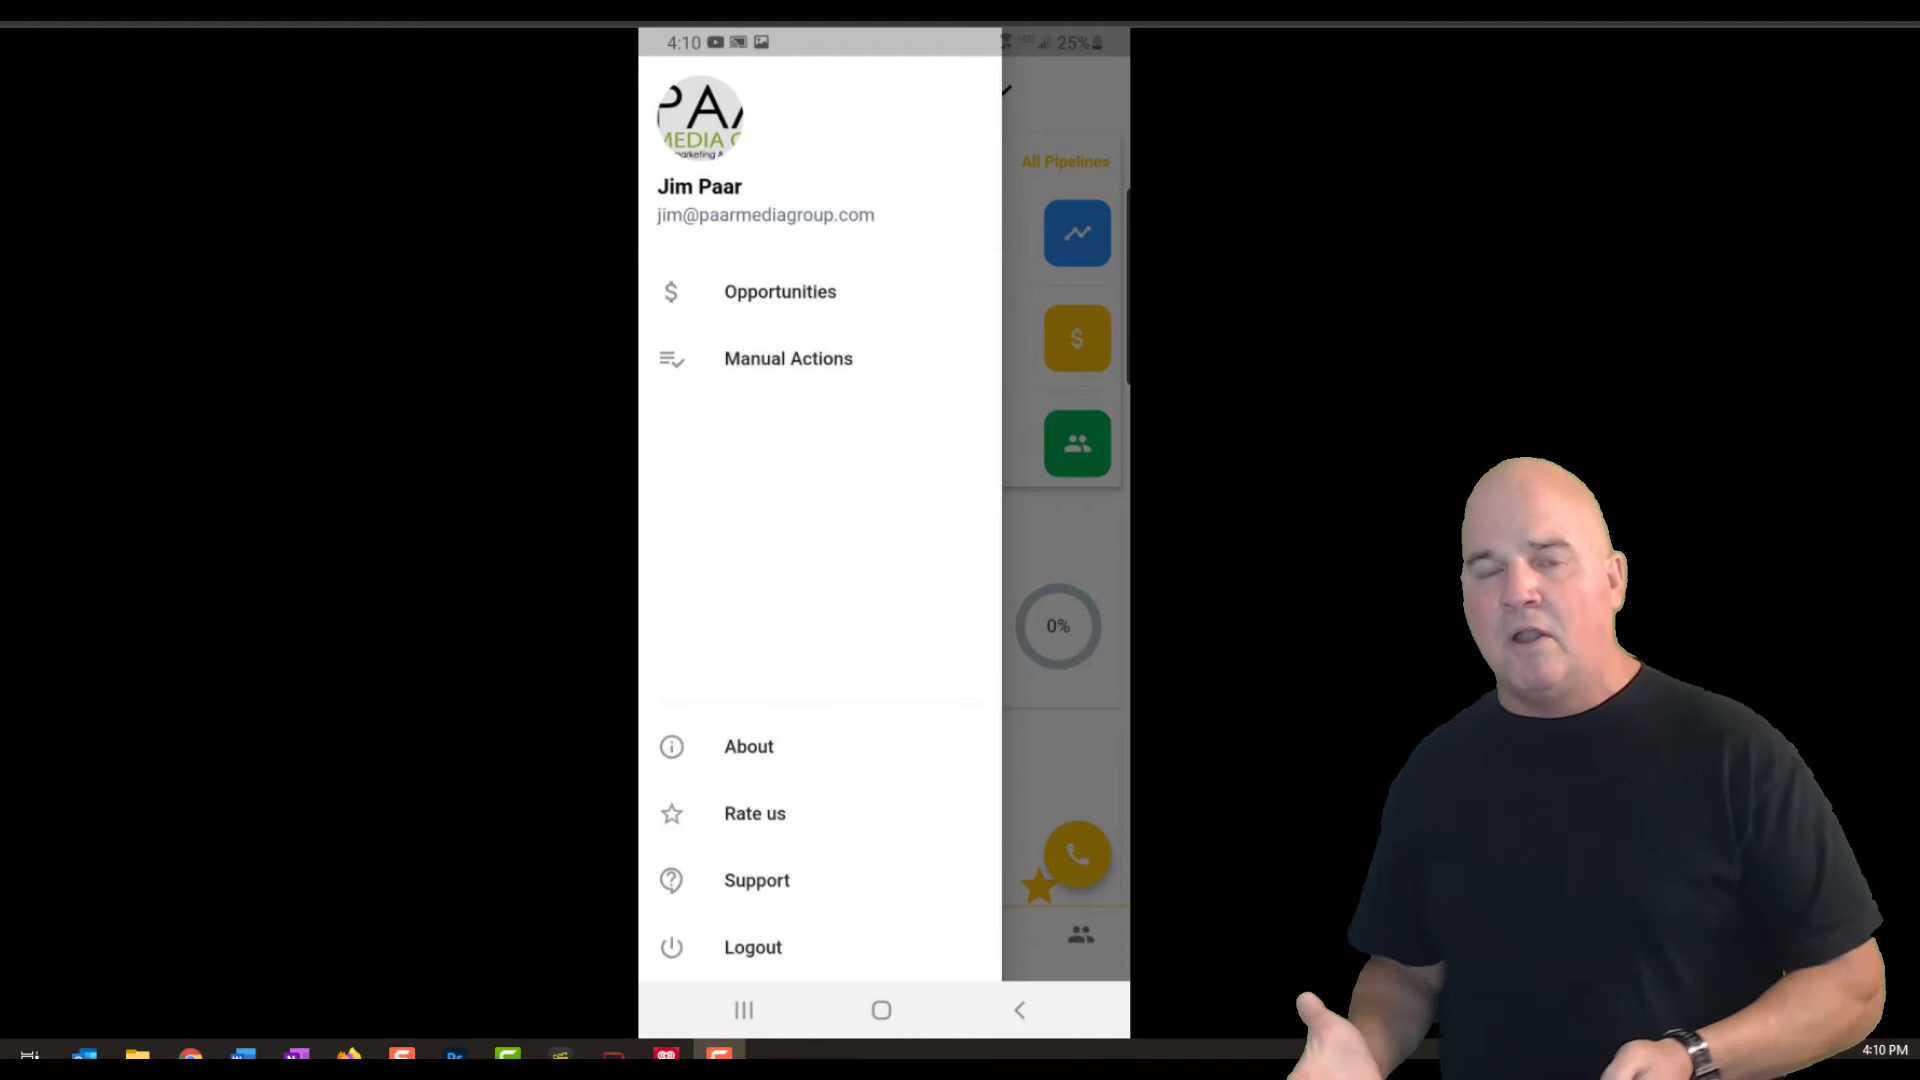 4:10
25%
PAA
MEDIA G
marketing &
Jim Paar
jim@paarmediagroup.com
All Pipelines
Opportunities
Manual Actions
0%
About
Rate us
Support
Logout
4:10 PM